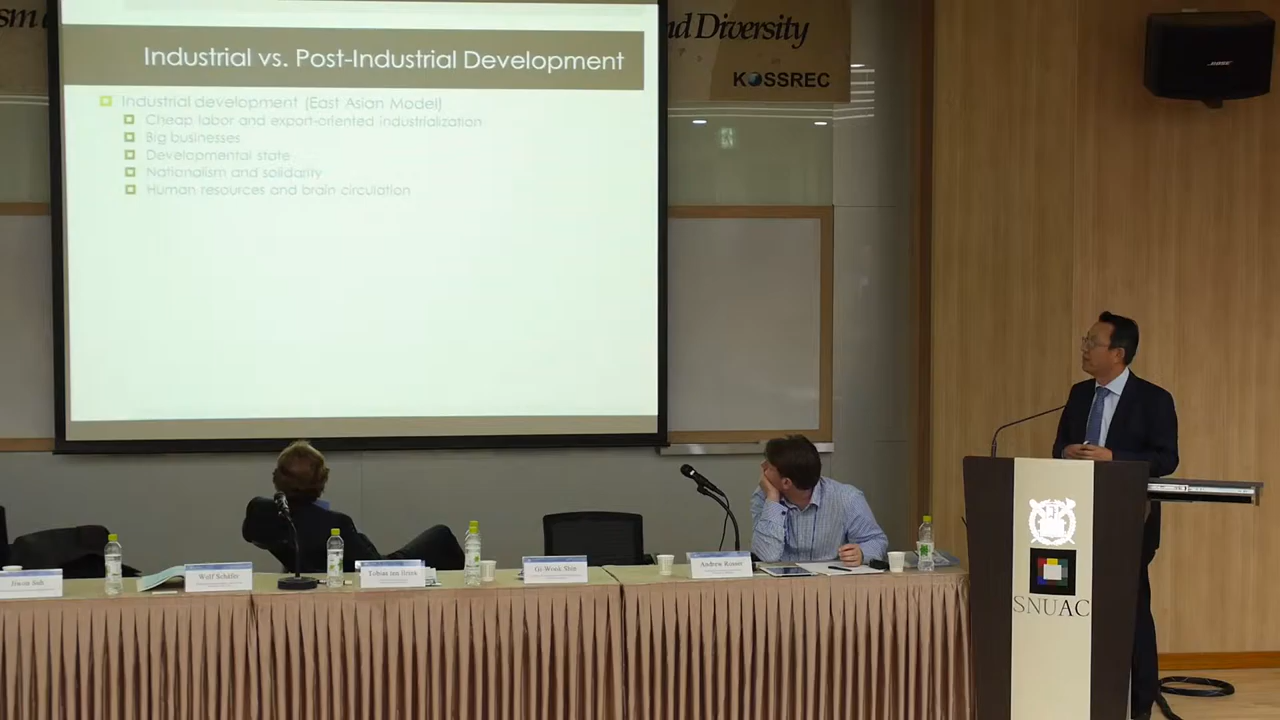 nd Diversity
KOSSREC
BOSE
Industrial vs. Post-Industrial Development
Industrial development (East Asian Model)
Cheap labor and export-oriented industrialization
Big businesses
Developmental state
Nationalism and solidarity
Human resources and brain circulation
Wolf Schäfer
Tobias ten Brink
Gi-Wook Shin
Andrew Rosser
SNUAC